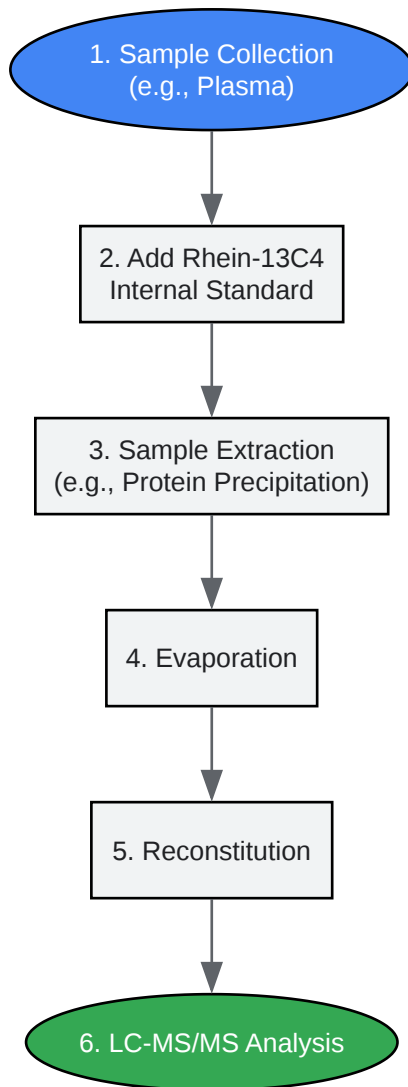 1. Sample Collection
(e.g., Plasma)
2. Add Rhein-13C4
Internal Standard
3. Sample Extraction
(e.g., Protein Precipitation)
4. Evaporation
5. Reconstitution
6. LC-MS/MS Analysis